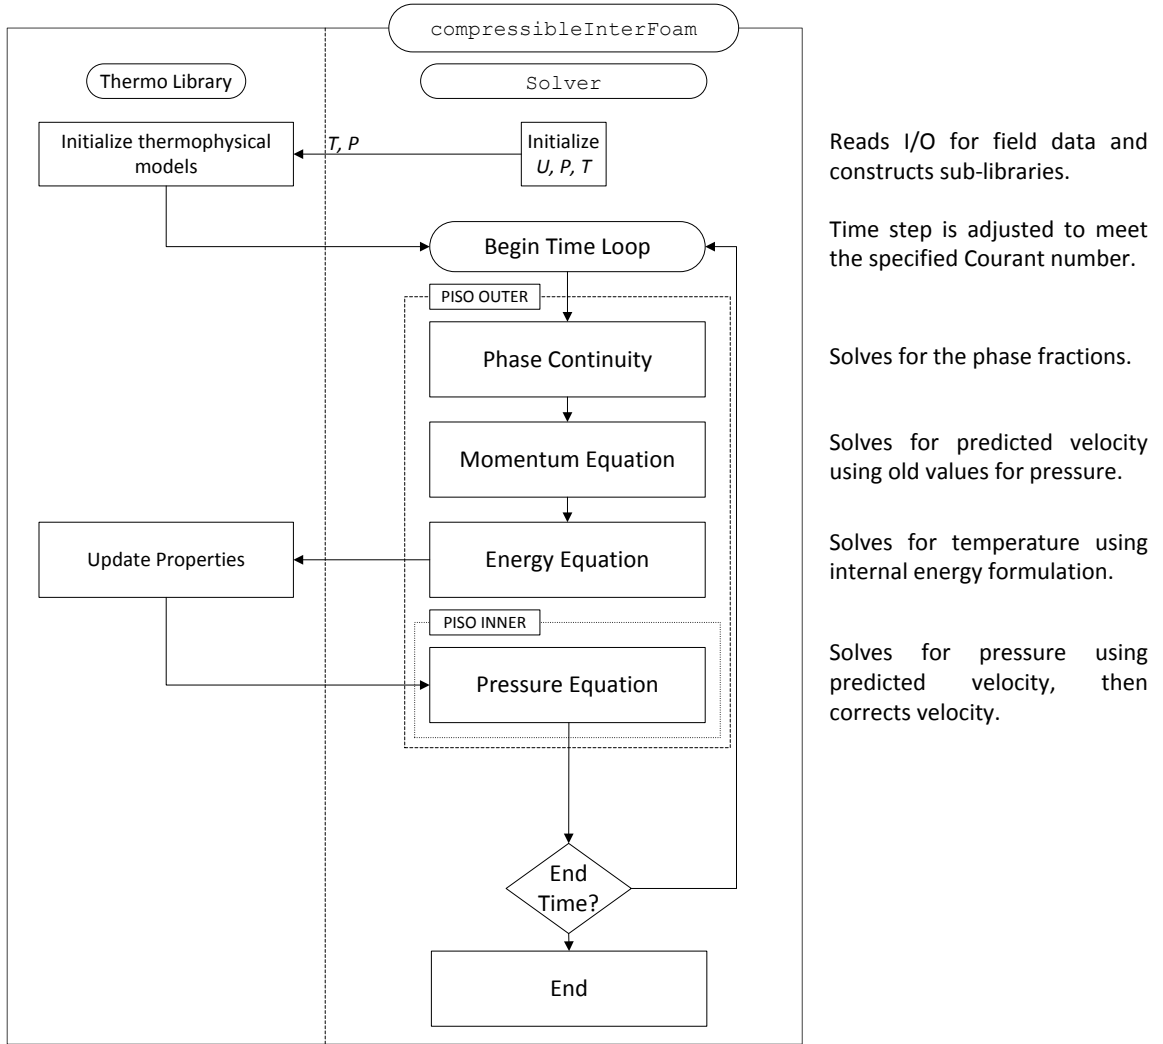 compressibleInterFoam
Thermo Library
Solver
Initialize thermophysical
models
T, P
Initialize
U, P, T
Reads I/O for field data and
constructs sub-libraries.
Begin Time Loop
Time step is adjusted to meet
the specified Courant number.
PISO OUTER
Phase Continuity
Solves for the phase fractions.
Momentum Equation
Solves for predicted velocity
using old values for pressure.
Update Properties
Energy Equation
Solves for temperature using
internal energy formulation.
PISO INNER
Pressure Equation
Solves for pressure using
predicted velocity, then
corrects velocity.
End
Time?
End